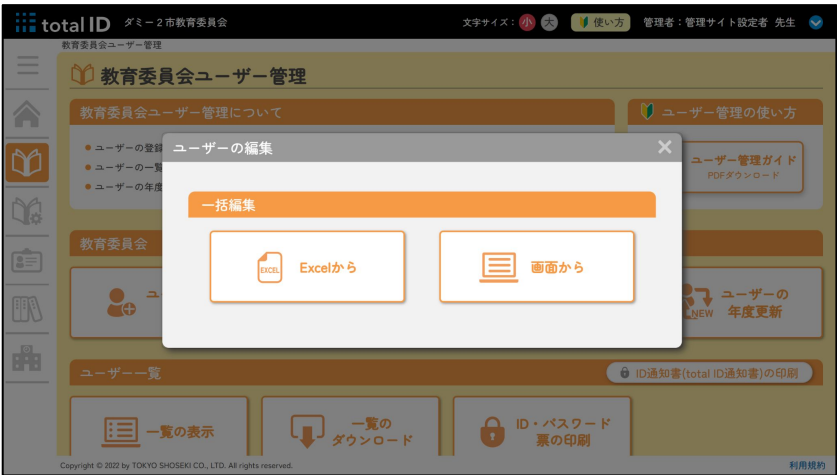 total ID ダミー2市教育委員会
文字サイズ: 小 大 使い方 管理者:管理サイト設定者 先生
教育委員会ユーザー管理
教育委員会ユーザー管理
教育委員会ユーザー管理について
ユーザー管理の使い方
ユーザーの登録
ユーザーの一覧
ユーザーの年度
ユーザー管理ガイド
PDFダウンロード
ユーザーの編集
一括編集
EXCEL Excelから
画面から
教育委員会
NEW ユーザーの
年度更新
ユーザー一覧
ID通知書(total ID通知書)の印刷
一覧の表示
一覧の
ダウンロード
ID・パスワード
票の印刷
Copyright © 2022 by TOKYO SHOSEKI CO., LTD. All rights reserved.
利用規約